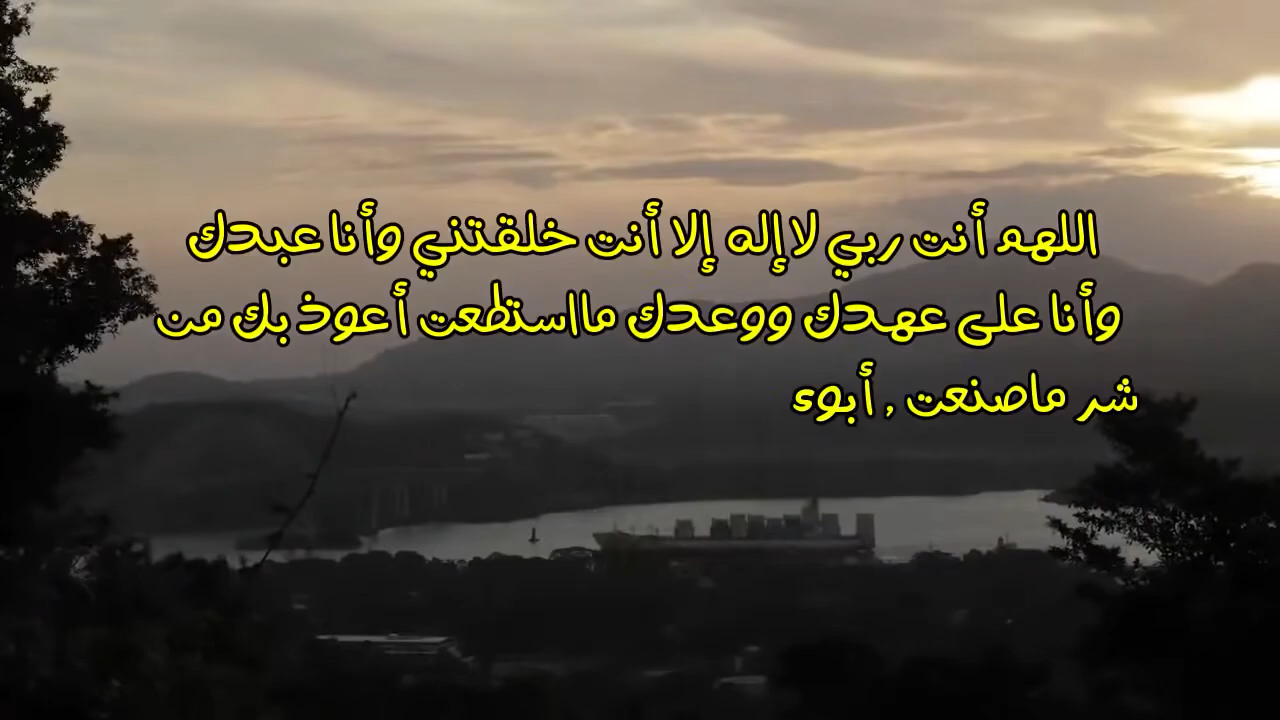 اللهم أنت ربي لا إله إلا أنت خلقتني وأنا عبدك
وأنا على عهدك ووعدك مااستطعت أعوذ بك من
شر ماصنعت , أبوء